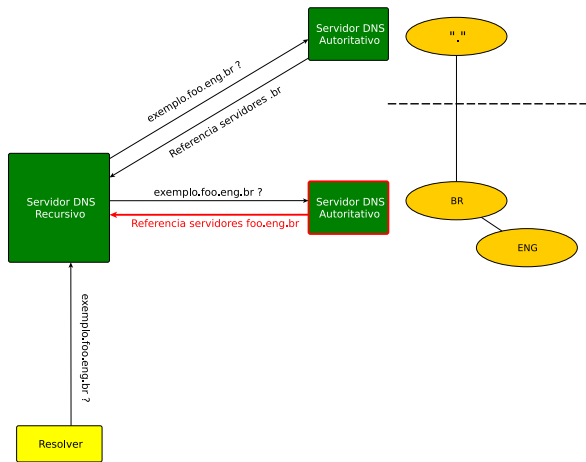 Servidor DNS
Autoritativo
"."
exemplo.foo.eng.br ?
Referencia servidores .br
Servidor DNS
Recursivo
exemplo.foo.eng.br ?
Servidor DNS
Autoritativo
Referencia servidores foo.eng.br
BR
ENG
exemplo.foo.eng.br ?
Resolver